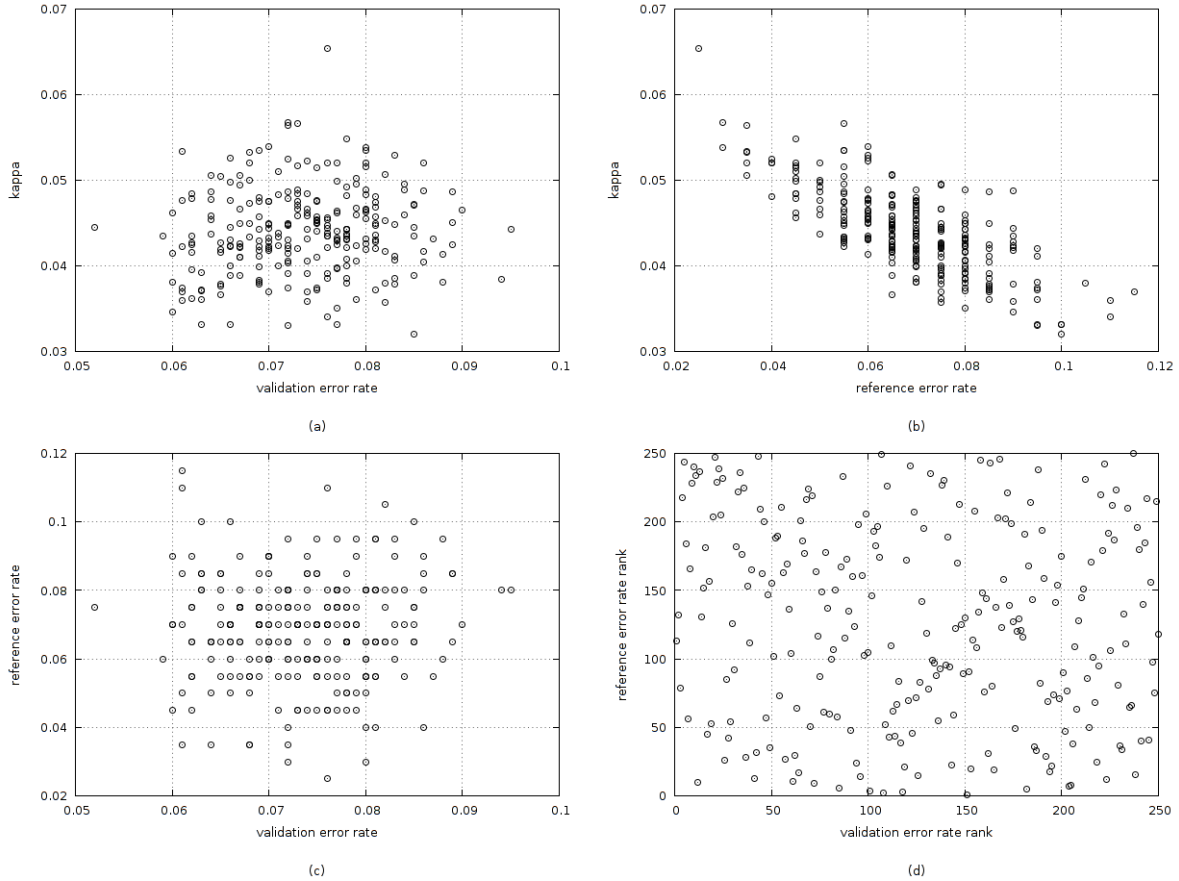 0.07
0.06
0.05
0.04
0.03
kappa
0.05 0.06 0.07 0.08 0.09 0.1
validation error rate
(a)
0.07
0.06
0.05
0.04
0.03
kappa
0.02 0.04 0.06 0.08 0.1 0.12
reference error rate
(b)
0.12
0.1
0.08
0.06
0.04
0.02
reference error rate
0.05 0.06 0.07 0.08 0.09 0.1
validation error rate
(c)
250
200
150
100
50
0
reference error rate rank
0 50 100 150 200 250
validation error rate rank
(d)